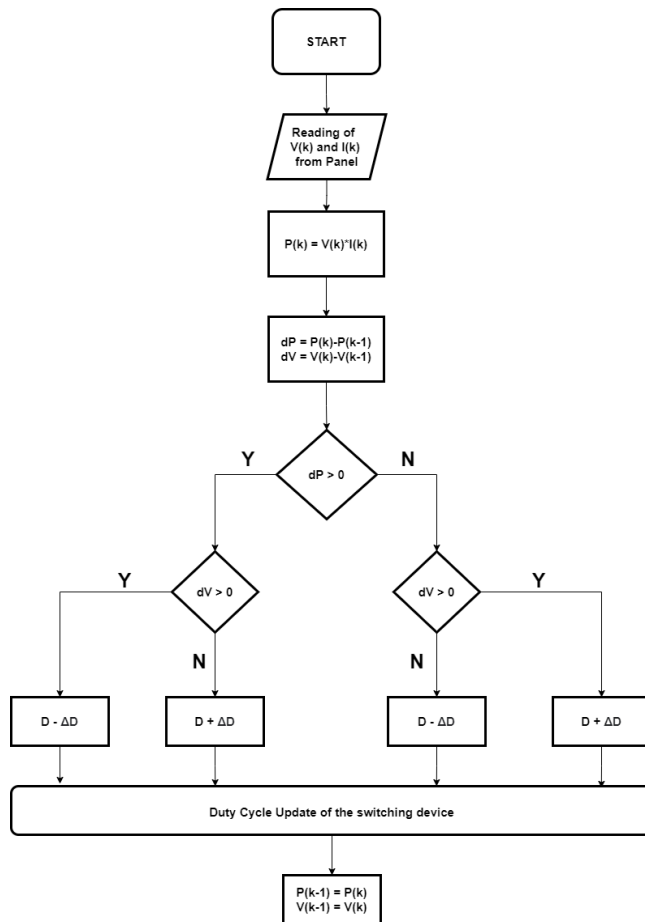 START
Reading of
V(k) and I(k)
from Panel
P(k) = V(k)*I(k)
dP = P(k)-P(k-1)
dV = V(k)-V(k-1)
Y
N
dP > 0
Y
dV > 0
dV > 0
Y
N
N
D - ΔD
D + ΔD
D - ΔD
D + ΔD
Duty Cycle Update of the switching device
P(k-1) = P(k)
V(k-1) = V(k)